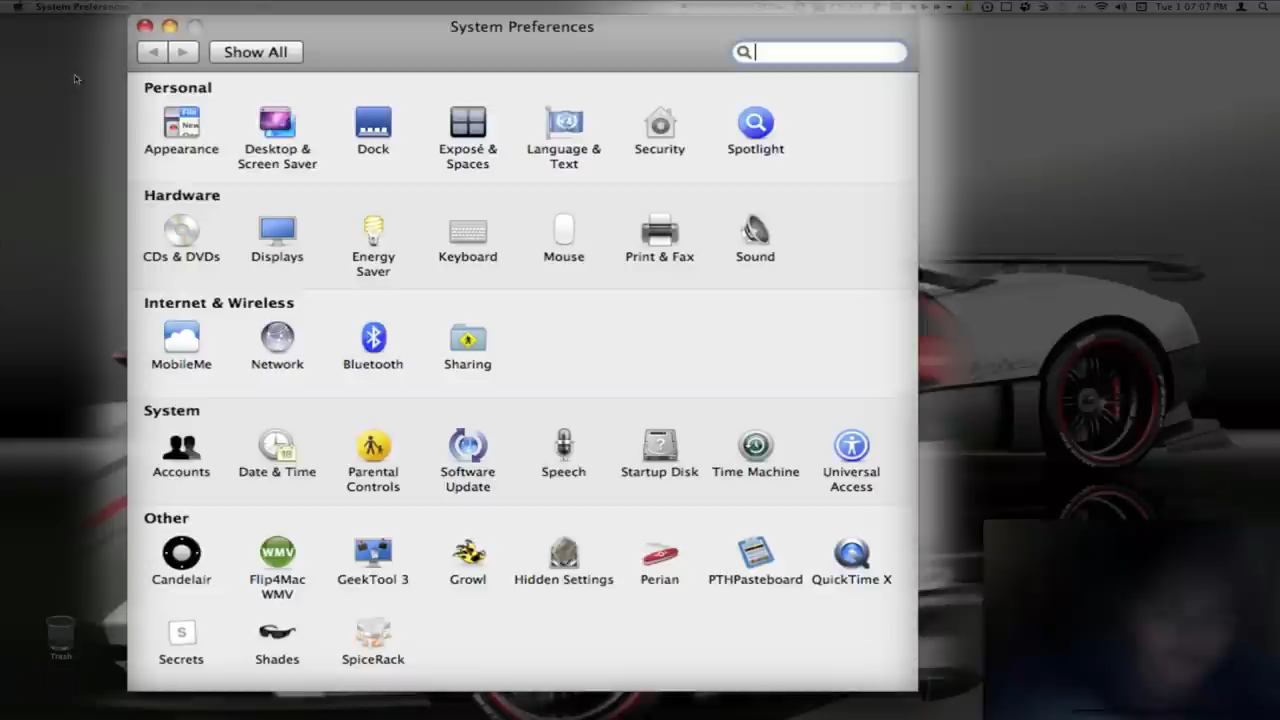 System Preferences
Tue 1:07:07 PM
System Preferences
Show All
Personal
Appearance
Desktop &
Screen Saver
Dock
Exposé &
Spaces
Language &
Text
Security
Spotlight
Hardware
CDs & DVDs
Displays
Energy
Saver
Keyboard
Mouse
Print & Fax
Sound
Internet & Wireless
MobileMe
Network
Bluetooth
Sharing
System
Accounts
Date & Time
Parental
Controls
Software
Update
Speech
Startup Disk
Time Machine
Universal
Access
Other
Candelair
WMV
Flip4Mac
WMV
GeekTool 3
Growl
Hidden Settings
Perian
PTHPasteboard
QuickTime X
S
Secrets
Shades
SpiceRack
Trash